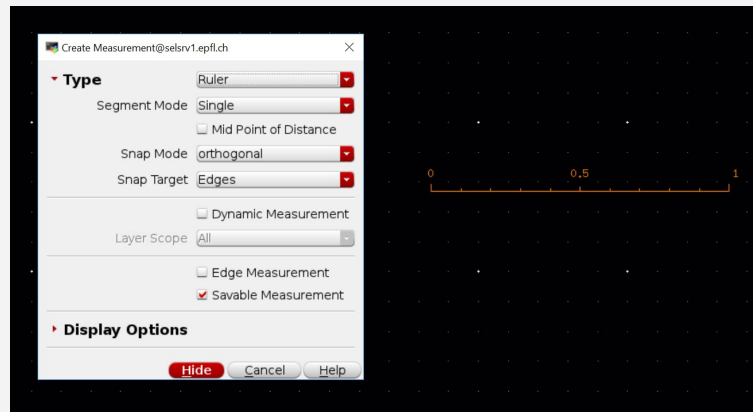 Create Measurement@selsrv1.epfl.ch
Type Ruler
Segment Mode Single
Mid Point of Distance
Snap Mode orthogonal
Snap Target Edges
Dynamic Measurement
Layer Scope All
Edge Measurement
Savable Measurement
Display Options
Hide Cancel Help
0 0.5 1